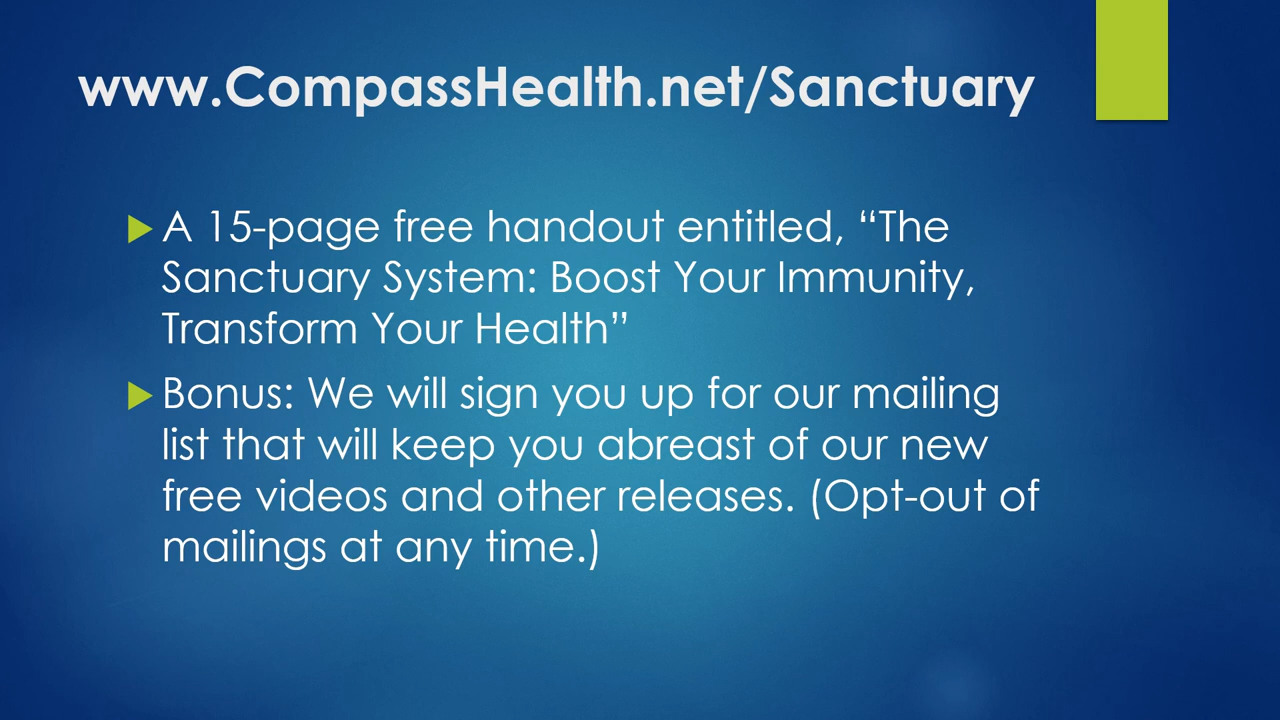 www.CompassHealth.net/Sanctuary
A 15-page free handout entitled, “The
Sanctuary System: Boost Your Immunity,
Transform Your Health”
Bonus: We will sign you up for our mailing
list that will keep you abreast of our new
free videos and other releases. (Opt-out of
mailings at any time.)